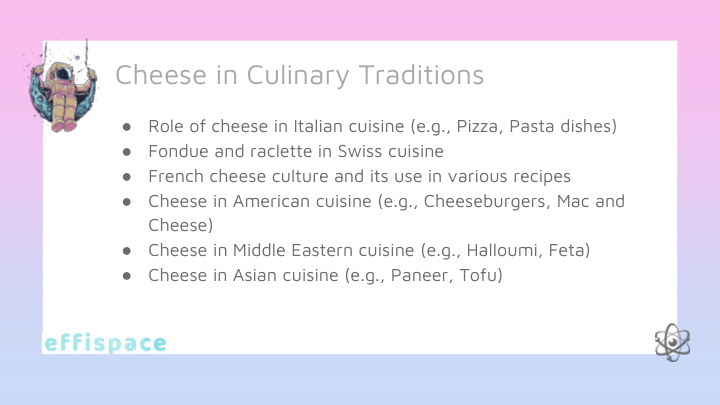 Cheese in Culinary Traditions
● Role of cheese in Italian cuisine (e.g., Pizza, Pasta dishes)
● Fondue and raclette in Swiss cuisine
● French cheese culture and its use in various recipes
● Cheese in American cuisine (e.g., Cheeseburgers, Mac and
Cheese)
● Cheese in Middle Eastern cuisine (e.g., Halloumi, Feta)
● Cheese in Asian cuisine (e.g., Paneer, Tofu)
effispace